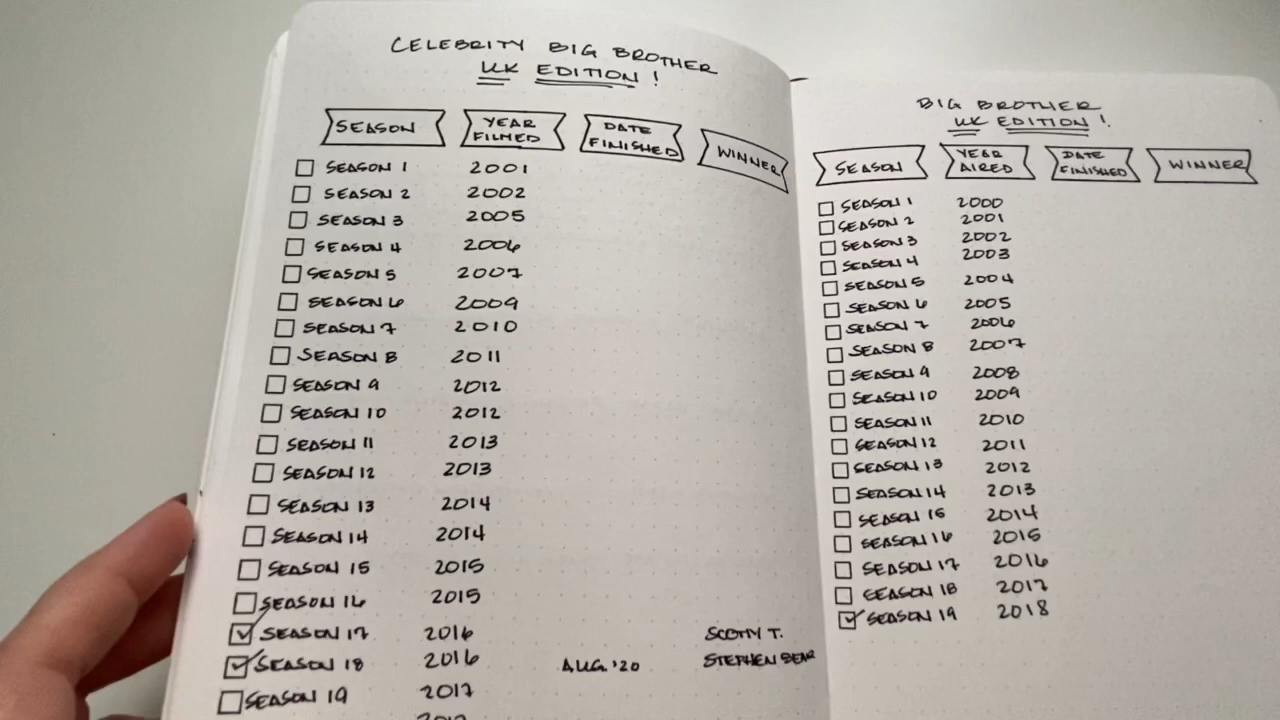 CELEBRITY BIG BROTHER
UK EDITION!
SEASON YEAR FILMED DATE FINISHED WINNER
SEASON 1 2001
SEASON 2 2002
SEASON 3 2005
SEASON 4 2006
SEASON 5 2007
SEASON 6 2009
SEASON 7 2010
SEASON 8 2011
SEASON 9 2012
SEASON 10 2012
SEASON 11 2013
SEASON 12 2013
SEASON 13 2014
SEASON 14 2014
SEASON 15 2015
SEASON 16 2015
SEASON 17 2016 SCOTTY T.
SEASON 18 2016 AUG. '20 STEPHEN BEAR
SEASON 19 2017
BIG BROTHER
UK EDITION!
SEASON YEAR AIRED DATE FINISHED WINNER
SEASON 1 2000
SEASON 2 2001
SEASON 3 2002
SEASON 4 2003
SEASON 5 2004
SEASON 6 2005
SEASON 7 2006
SEASON 8 2007
SEASON 9 2008
SEASON 10 2009
SEASON 11 2010
SEASON 12 2011
SEASON 13 2012
SEASON 14 2013
SEASON 15 2014
SEASON 16 2015
SEASON 17 2016
SEASON 18 2017
SEASON 19 2018